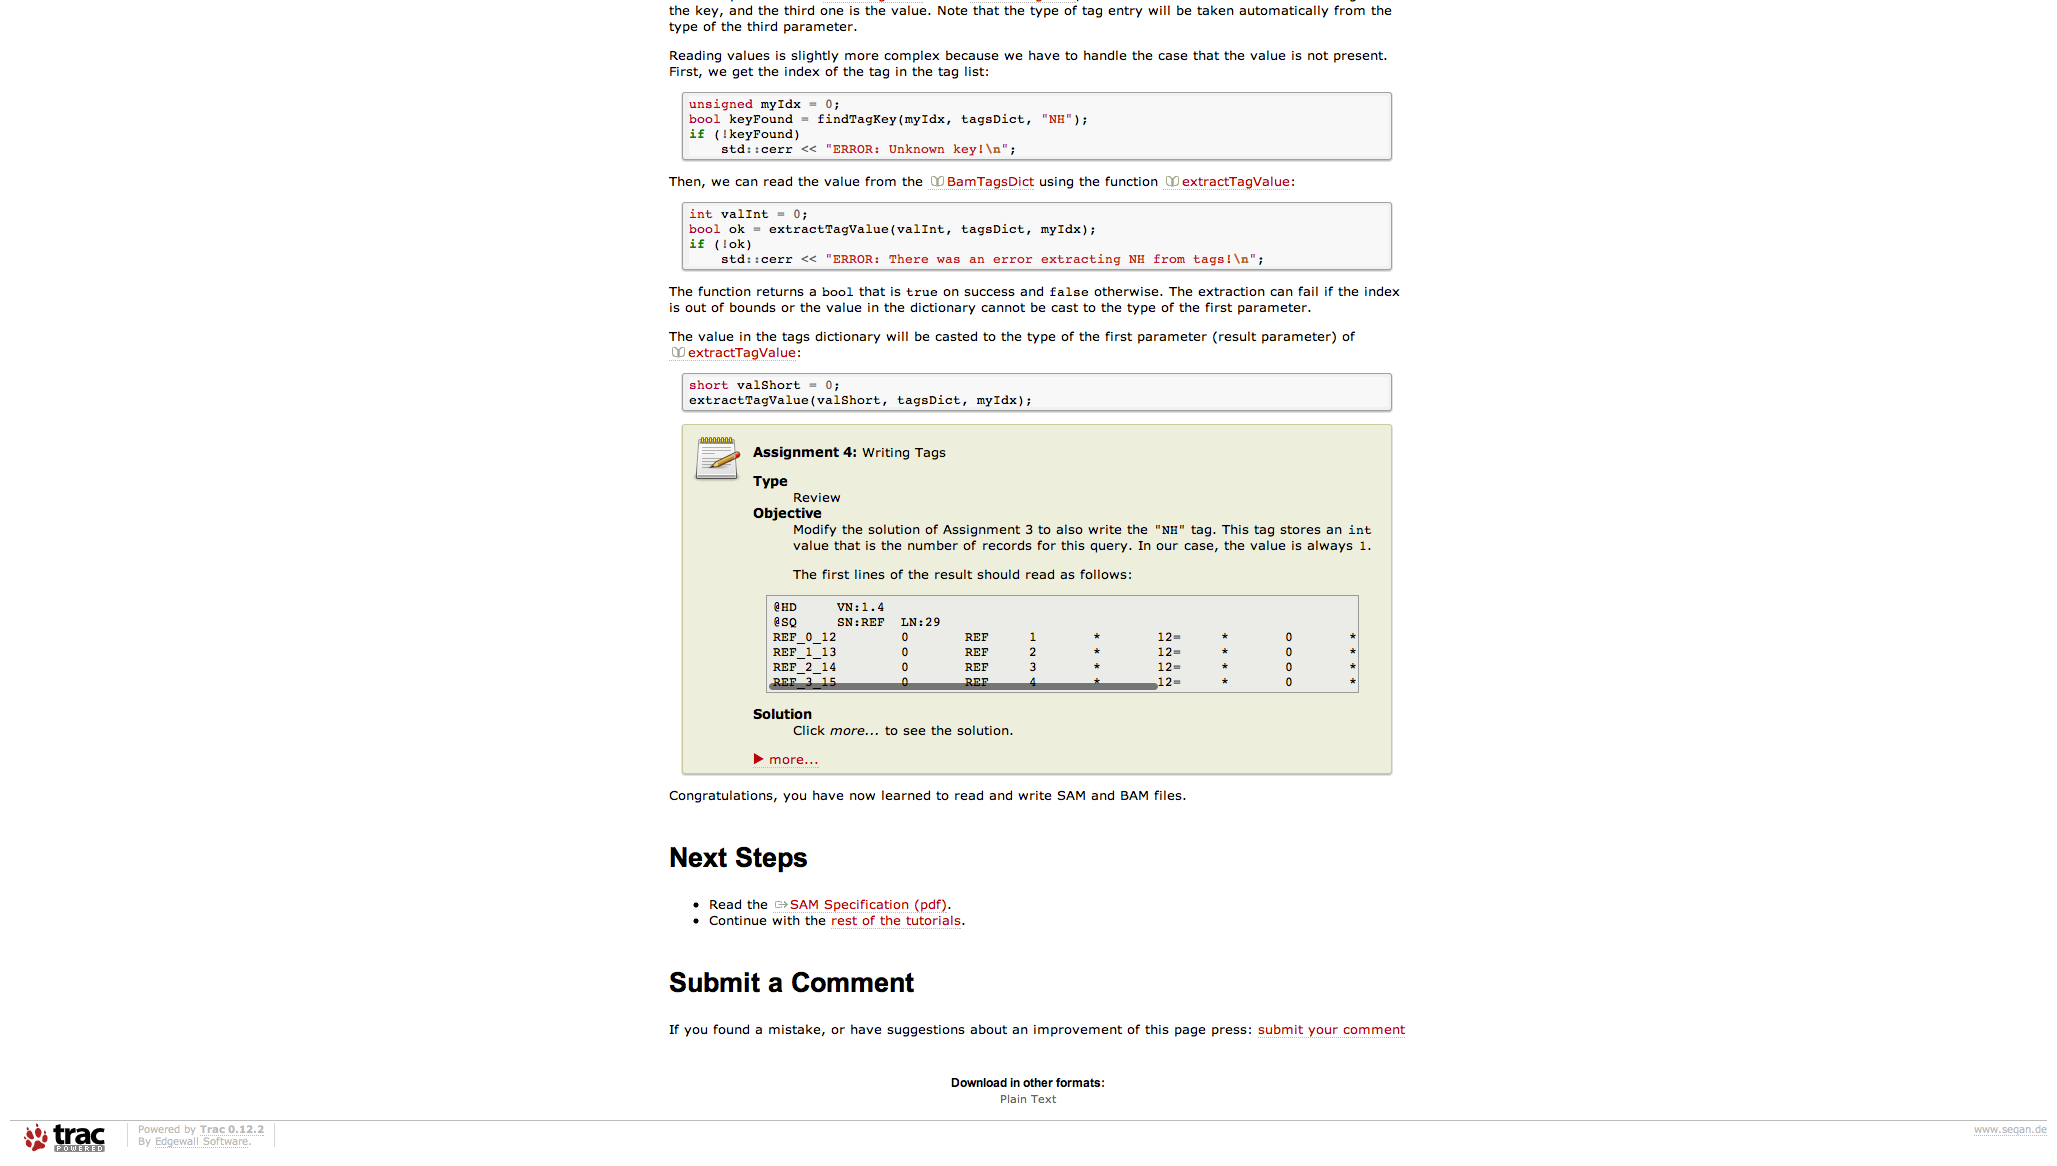 the key, and the third one is the value. Note that the type of tag entry will be taken automatically from the
type of the third parameter.
Reading values is slightly more complex because we have to handle the case that the value is not present.
First, we get the index of the tag in the tag list:
unsigned myIdx = 0;
bool keyFound = findTagKey(myIdx, tagsDict, "NH");
if (!keyFound)
    std::cerr << "ERROR: Unknown key!\n";
Then, we can read the value from the BamTagsDict using the function extractTagValue:
int valInt = 0;
bool ok = extractTagValue(valInt, tagsDict, myIdx);
if (!ok)
    std::cerr << "ERROR: There was an error extracting NH from tags!\n";
The function returns a bool that is true on success and false otherwise. The extraction can fail if the index
is out of bounds or the value in the dictionary cannot be cast to the type of the first parameter.
The value in the tags dictionary will be casted to the type of the first parameter (result parameter) of
extractTagValue:
short valShort = 0;
extractTagValue(valShort, tagsDict, myIdx);
Assignment 4: Writing Tags
Type
Review
Objective
Modify the solution of Assignment 3 to also write the "NH" tag. This tag stores an int
value that is the number of records for this query. In our case, the value is always 1.
The first lines of the result should read as follows:
@HD     VN:1.4
@SQ     SN:REF  LN:29
REF_0_12        0       REF     1       *       12=     *       0       *
REF_1_13        0       REF     2       *       12=     *       0       *
REF_2_14        0       REF     3       *       12=     *       0       *
REF_3_15        0       REF     4       *       12=     *       0       *
Solution
Click more... to see the solution.
more...
Congratulations, you have now learned to read and write SAM and BAM files.
Next Steps
• Read the SAM Specification (pdf).
• Continue with the rest of the tutorials.
Submit a Comment
If you found a mistake, or have suggestions about an improvement of this page press: submit your comment
Download in other formats:
Plain Text
trac
POWERED
Powered by Trac 0.12.2
By Edgewall Software.
www.seqan.de